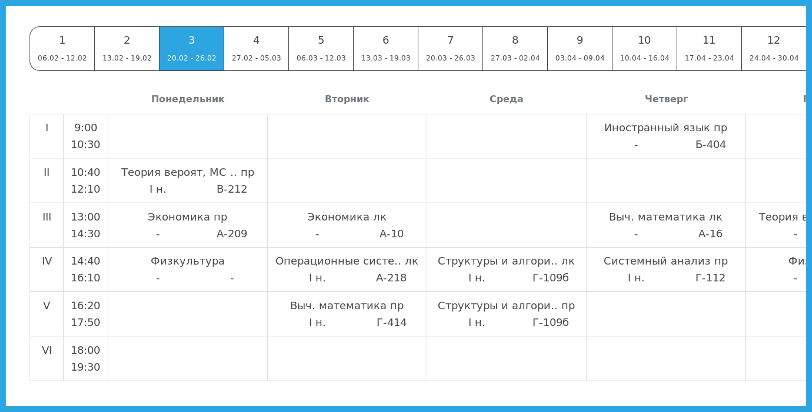 1 2 3 4 5 6 7 8 9 10 11 12
06.02 - 12.02 13.02 - 19.02 20.02 - 26.02 27.02 - 05.03 06.03 - 12.03 13.03 - 19.03 20.03 - 26.03 27.03 - 02.04 03.04 - 09.04 10.04 - 16.04 17.04 - 23.04 24.04 - 30.04
Понедельник Вторник Среда Четверг
I 9:00 Иностранный язык пр
10:30 - Б-404
II 10:40 Теория вероят, МС .. пр
12:10 I н. В-212
III 13:00 Экономика пр Экономика лк Выч. математика лк Теория в
14:30 - А-209 - А-10 - А-16 -
IV 14:40 Физкультура Операционные систе.. лк Структуры и алгори.. лк Системный анализ пр Физ
16:10 - - I н. А-218 I н. Г-109б I н. Г-112 -
V 16:20 Выч. математика пр Структуры и алгори.. пр
17:50 I н. Г-414 I н. Г-109б
VI 18:00
19:30